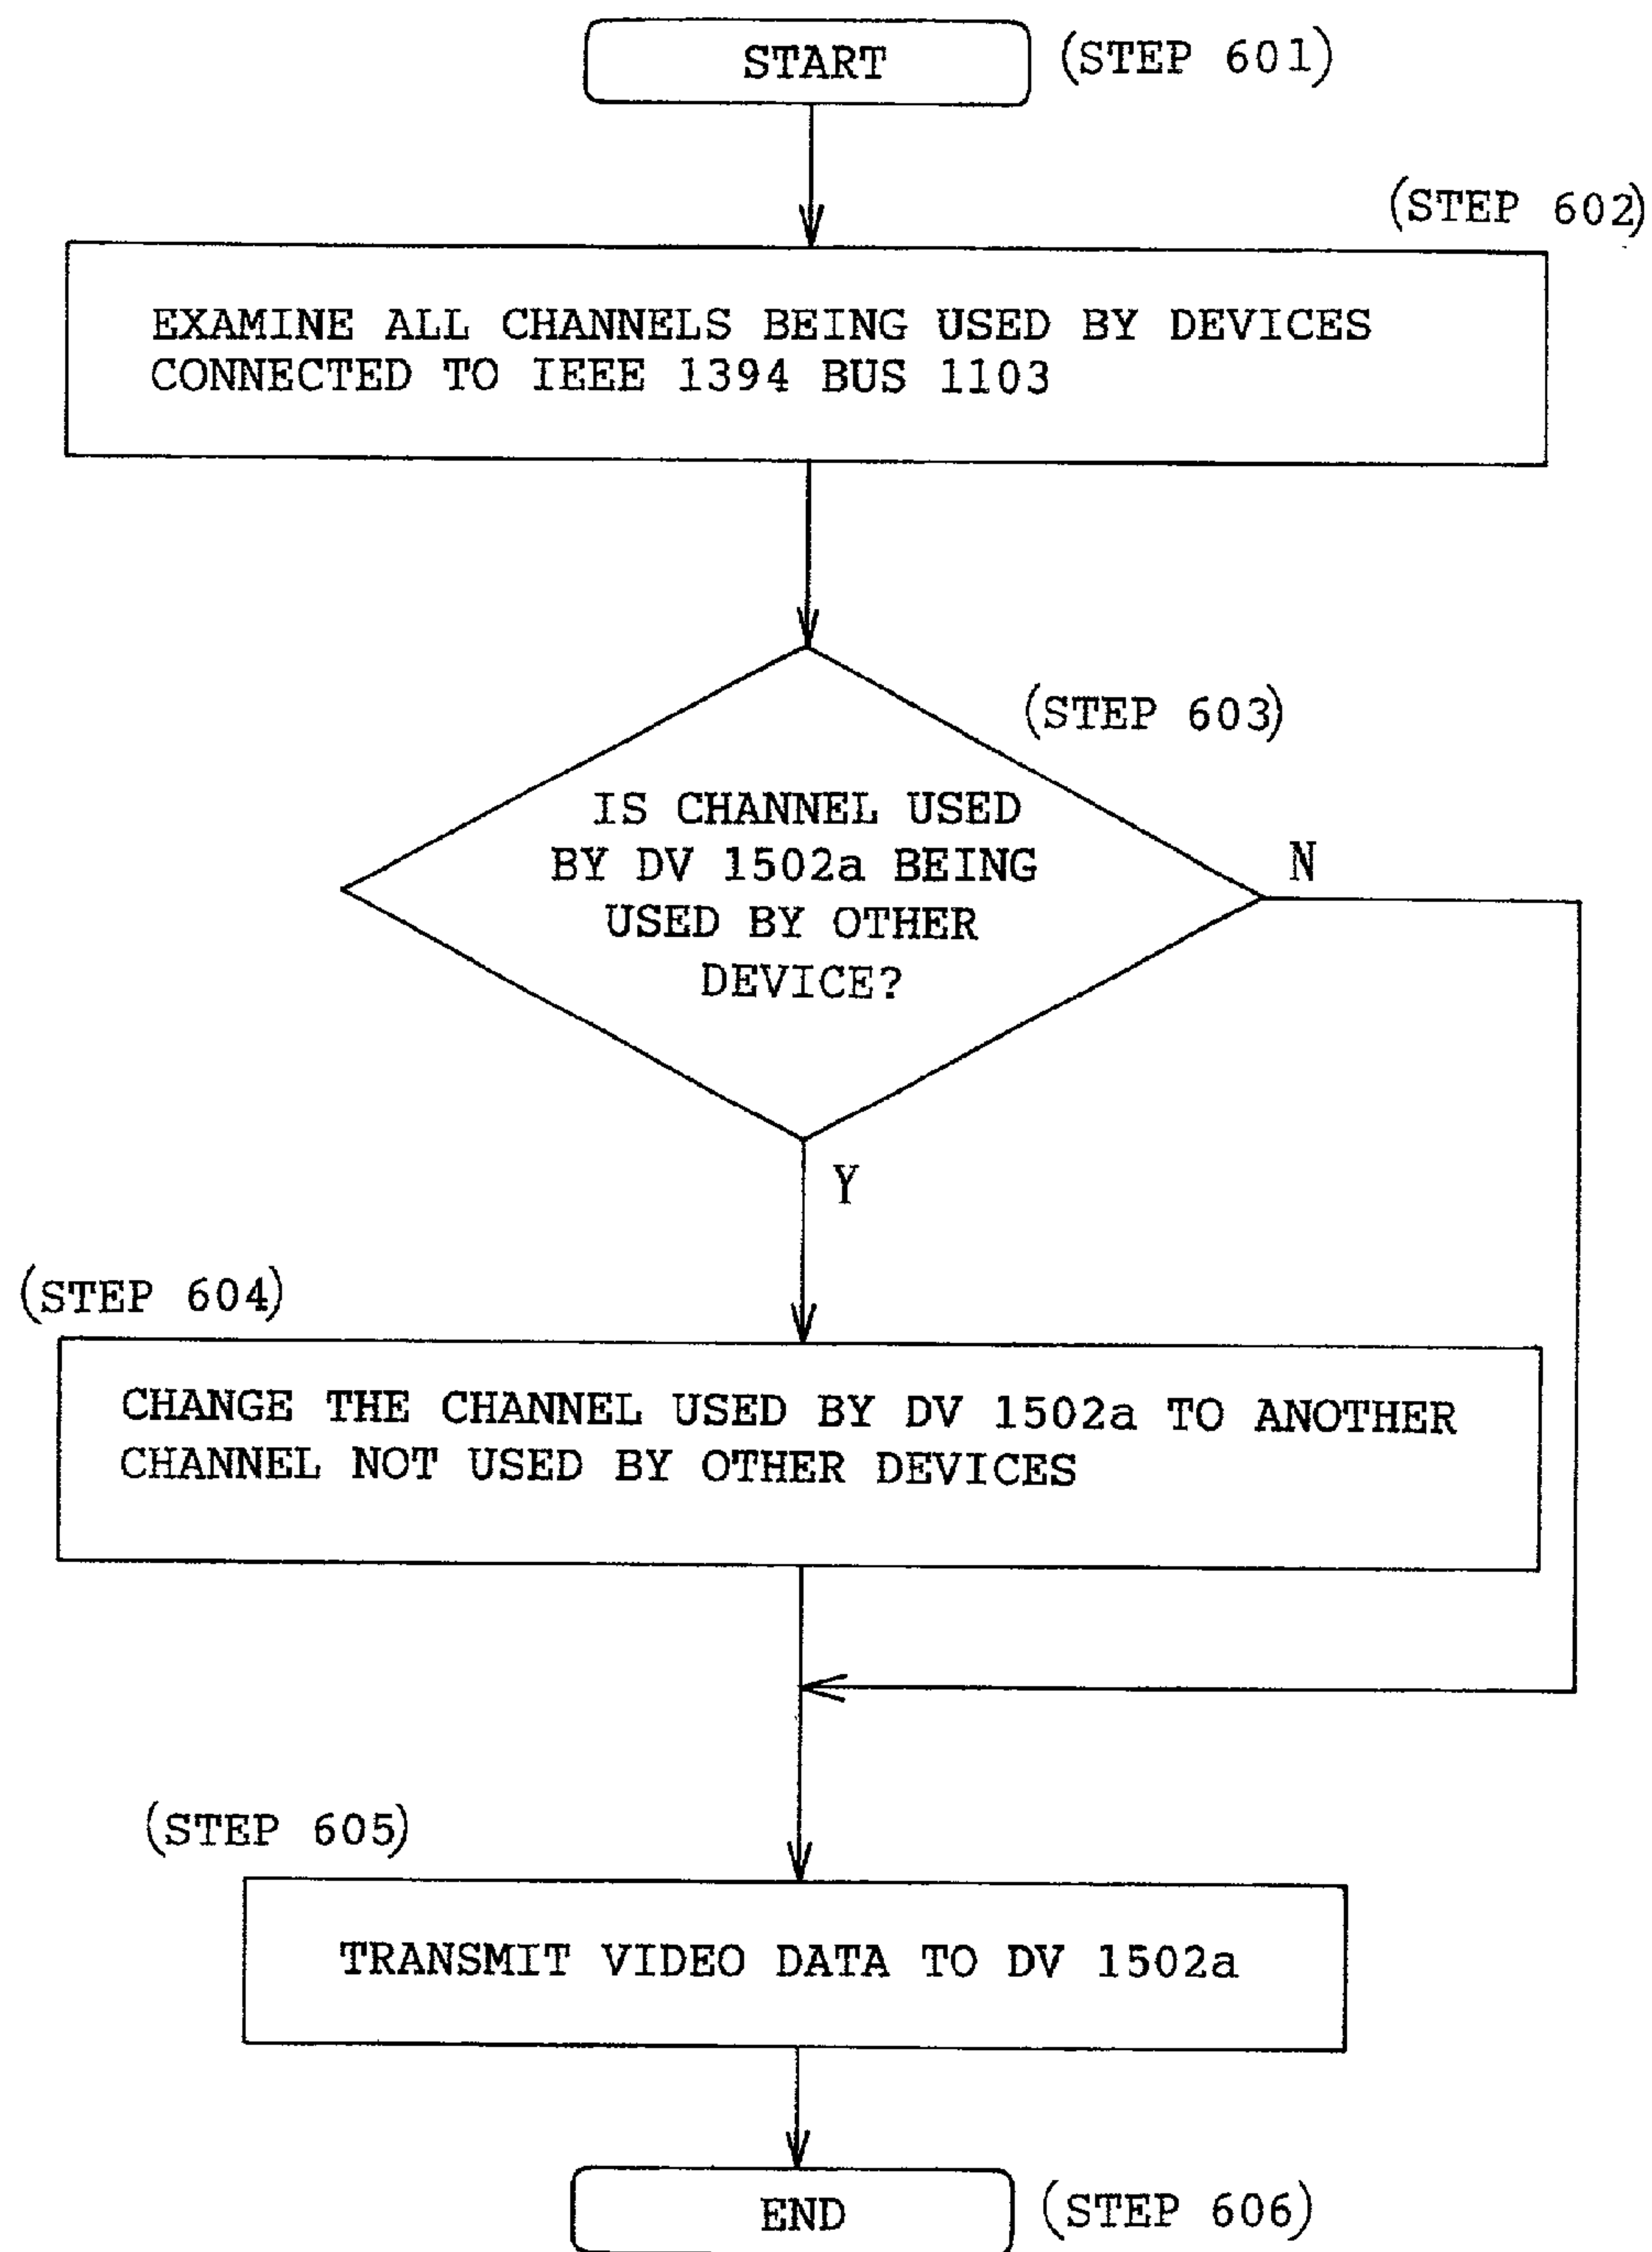 START (STEP 601)
(STEP 602)
EXAMINE ALL CHANNELS BEING USED BY DEVICES
CONNECTED TO IEEE 1394 BUS 1103
(STEP 603)
IS CHANNEL USED
BY DV 1502a BEING
USED BY OTHER
DEVICE?
N
Y
(STEP 604)
CHANGE THE CHANNEL USED BY DV 1502a TO ANOTHER
CHANNEL NOT USED BY OTHER DEVICES
(STEP 605)
TRANSMIT VIDEO DATA TO DV 1502a
END (STEP 606)